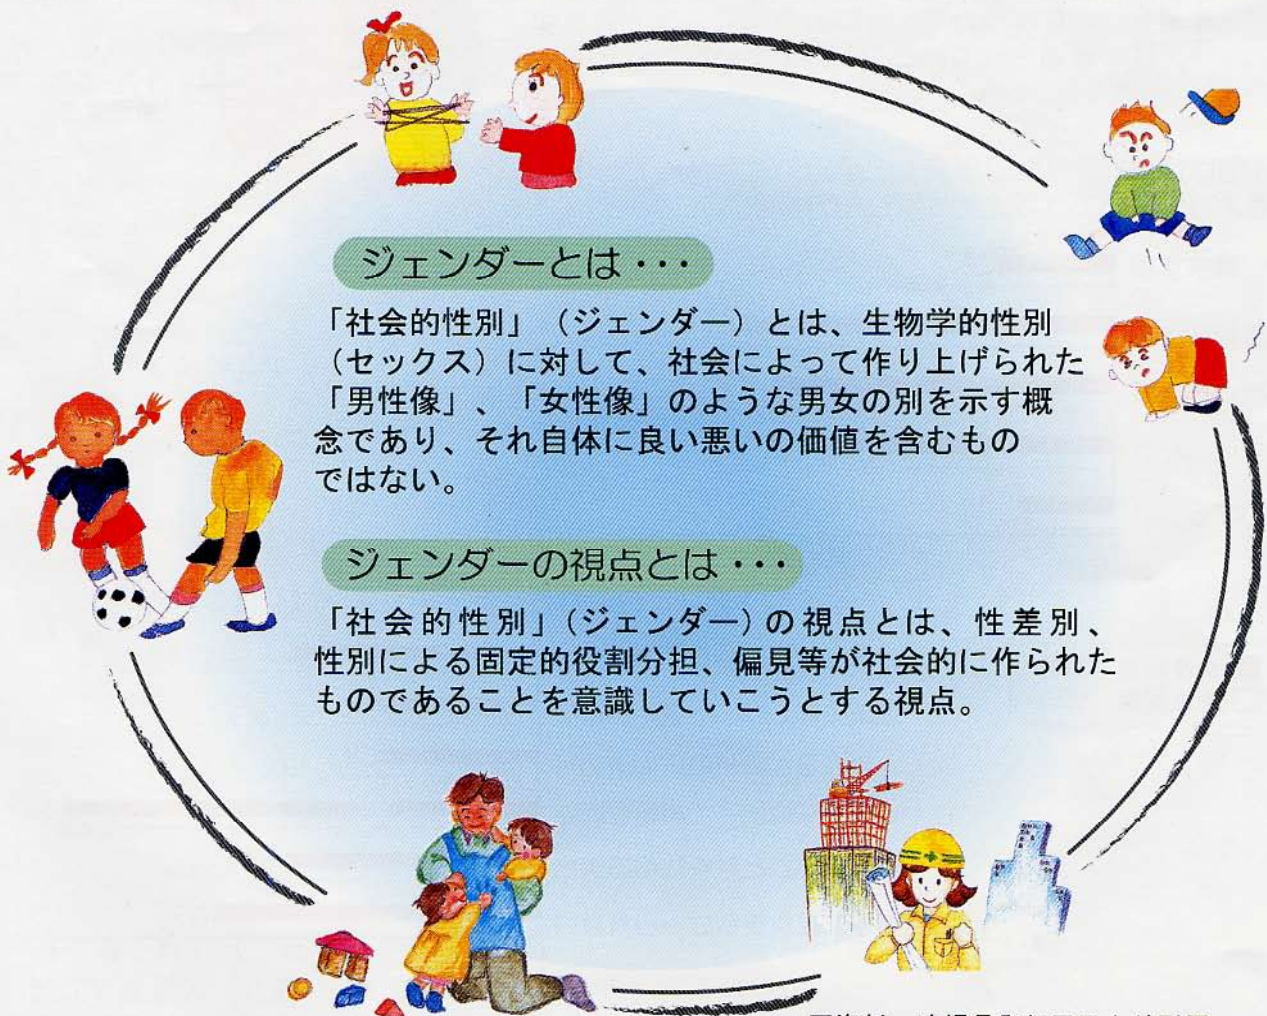 ジェンダーとは・・・
「社会的性別」（ジェンダー）とは、生物学的性別
（セックス）に対して、社会によって作り上げられた
「男性像」、「女性像」のような男女の別を示す概
念であり、それ自体に良い悪いの価値を含むもの
ではない。
ジェンダーの視点とは・・・
「社会的性別」（ジェンダー）の視点とは、性差別、
性別による固定的役割分担、偏見等が社会的に作られた
ものであることを意識していこうとする視点。